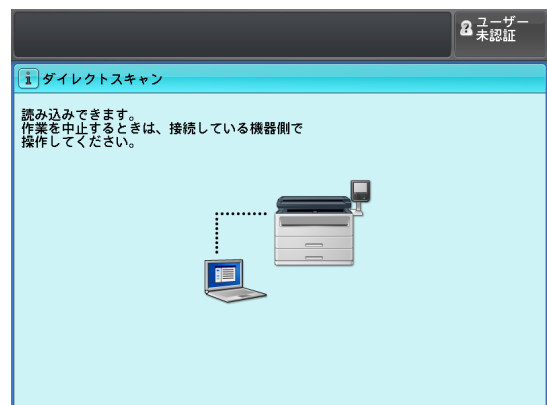 ユーザー
未認証
ダイレクトスキャン
読み込みできます。
作業を中止するときは、接続している機器側で
操作してください。